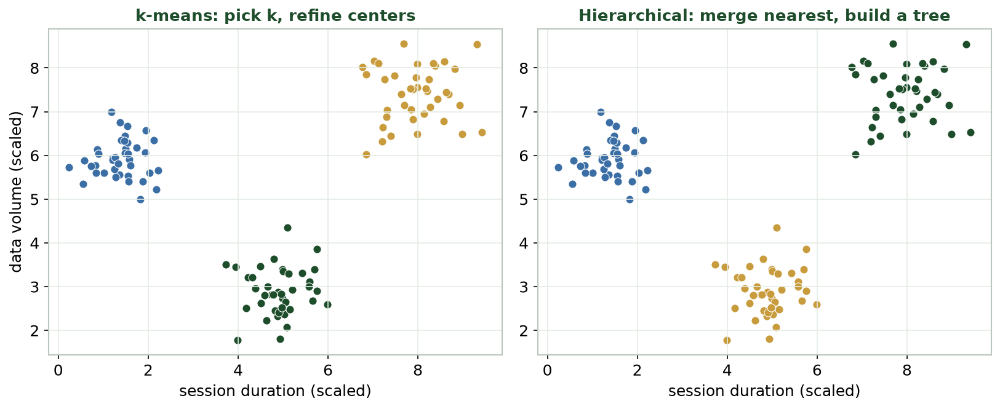 k-means: pick k, refine centers
data volume (scaled)
8
7
6
5
4
3
2
0 2 4 6 8
session duration (scaled)
Hierarchical: merge nearest, build a tree
8
7
6
5
4
3
2
0 2 4 6 8
session duration (scaled)